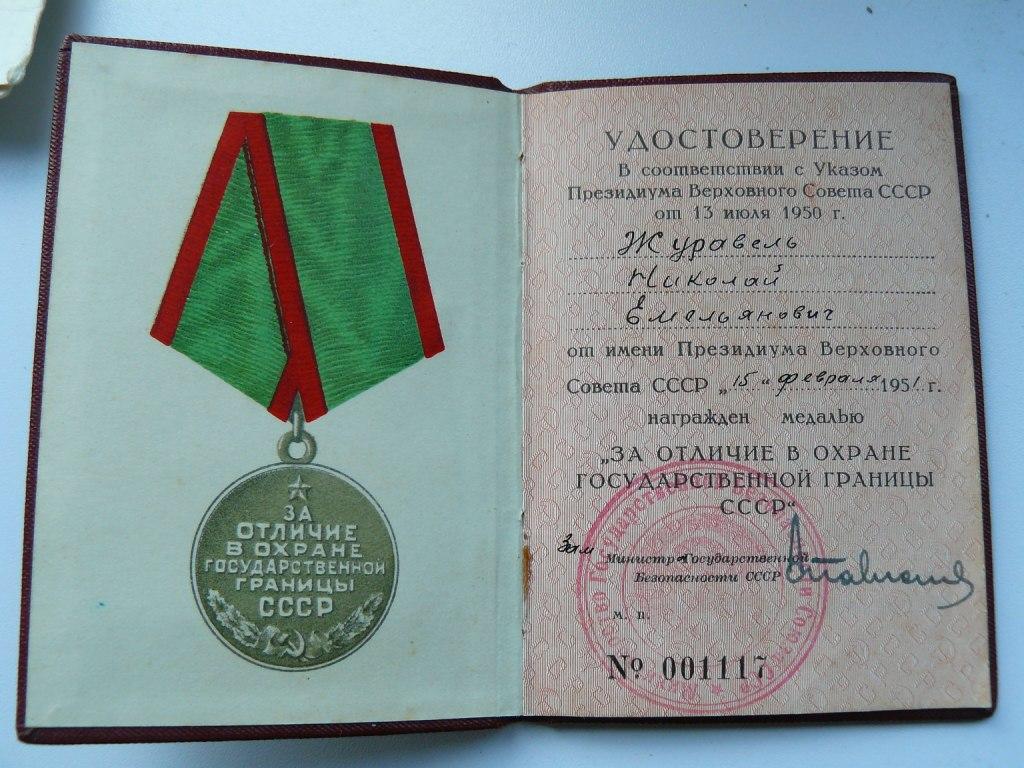 ЗА
ОТЛИЧИЕ
В ОХРАНЕ
ГОСУДАРСТВЕННОЙ
ГРАНИЦЫ
СССР
УДОСТОВЕРЕНИЕ
В соответствии с Указом
Президиума Верховного Совета СССР
от 13 июля 1950 г.
Журавель
Николай
Емельянович
от имени Президиума Верховного
Совета СССР „15“ февраля 1951 г.
награжден медалью
„ЗА ОТЛИЧИЕ В ОХРАНЕ
ГОСУДАРСТВЕННОЙ ГРАНИЦЫ
СССР“
Зам Министр Государственной
Безопасности СССР
м. п.
№ 001117